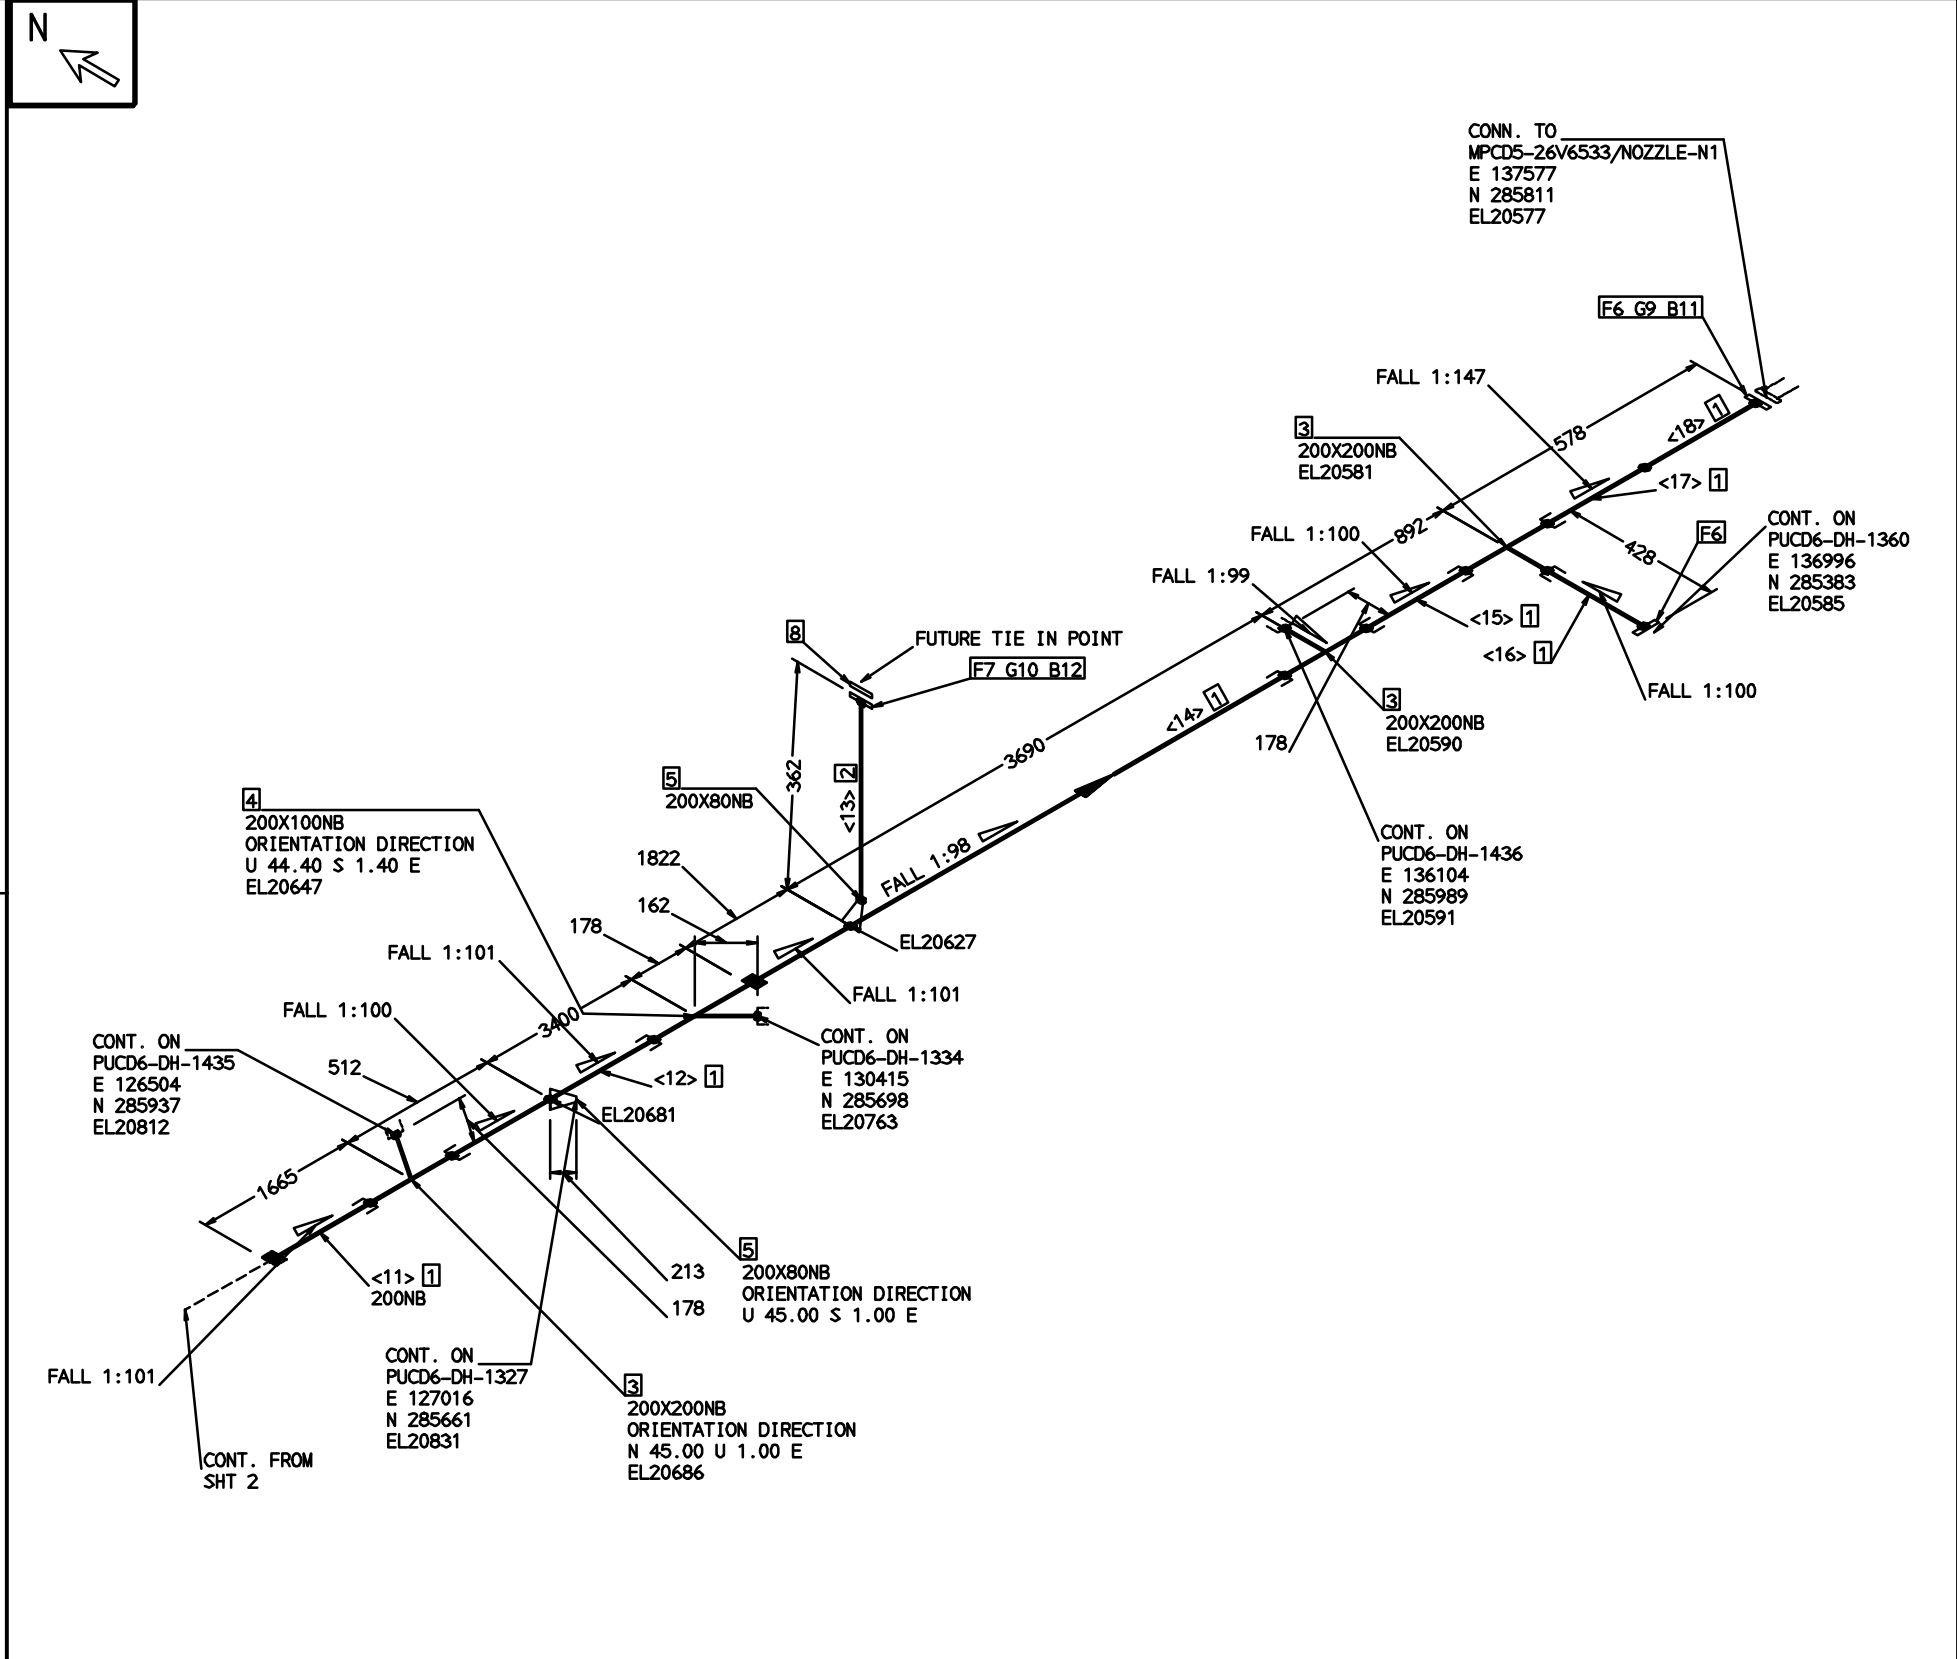 N
CONN. TO
MPCD5-26V6533/NOZZLE-N1
E 137577
N 285811
EL20577
F6 G9 B11
FALL 1:147
578
<18> 1
3
200X200NB
EL20581
<17> 1
892
FALL 1:100
428
F6
CONT. ON
PUCD6-DH-1360
E 136996
N 285383
EL20585
FALL 1:99
<15> 1
<16> 1
FALL 1:100
8
FUTURE TIE IN POINT
F7 G10 B12
<14> 1
3
200X200NB
EL20590
178
3690
362
<13> 2
5
200X80NB
4
200X100NB
ORIENTATION DIRECTION
U 44.40 S 1.40 E
EL20647
1822
FALL 1:98
CONT. ON
PUCD6-DH-1436
E 136104
N 285989
EL20591
162
178
EL20627
FALL 1:101
FALL 1:101
FALL 1:100
3400
CONT. ON
PUCD6-DH-1435
E 126504
N 285937
EL20812
512
<12> 1
EL20681
CONT. ON
PUCD6-DH-1334
E 130415
N 285698
EL20763
1665
<11> 1
200NB
213
178
5
200X80NB
ORIENTATION DIRECTION
U 45.00 S 1.00 E
FALL 1:101
CONT. ON
PUCD6-DH-1327
E 127016
N 285661
EL20831
3
200X200NB
ORIENTATION DIRECTION
N 45.00 U 1.00 E
EL20686
CONT. FROM
SHT 2